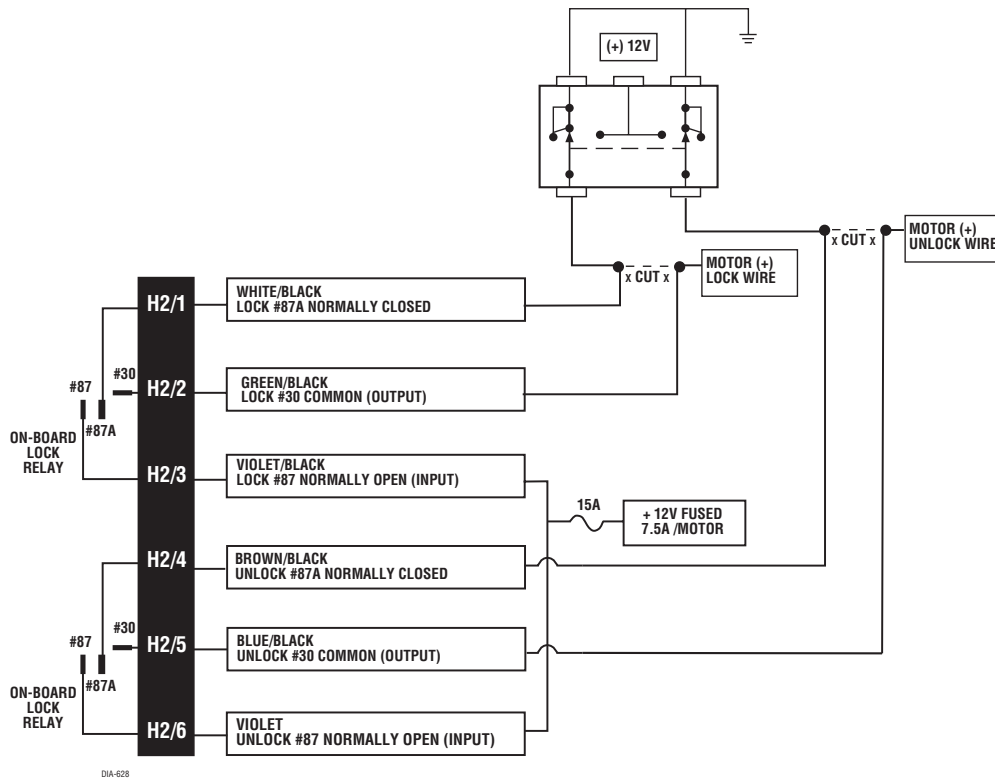 (+) 12V
x CUT x
MOTOR (+)
UNLOCK WIRE
x CUT x
MOTOR (+)
LOCK WIRE
H2/1
WHITE/BLACK
LOCK #87A NORMALLY CLOSED
#87
#30
#87A
ON-BOARD
LOCK
RELAY
H2/2
GREEN/BLACK
LOCK #30 COMMON (OUTPUT)
H2/3
VIOLET/BLACK
LOCK #87 NORMALLY OPEN (INPUT)
15A
+ 12V FUSED
7.5A /MOTOR
H2/4
BROWN/BLACK
UNLOCK #87A NORMALLY CLOSED
#87
#30
#87A
ON-BOARD
LOCK
RELAY
H2/5
BLUE/BLACK
UNLOCK #30 COMMON (OUTPUT)
H2/6
VIOLET
UNLOCK #87 NORMALLY OPEN (INPUT)
DIA-628